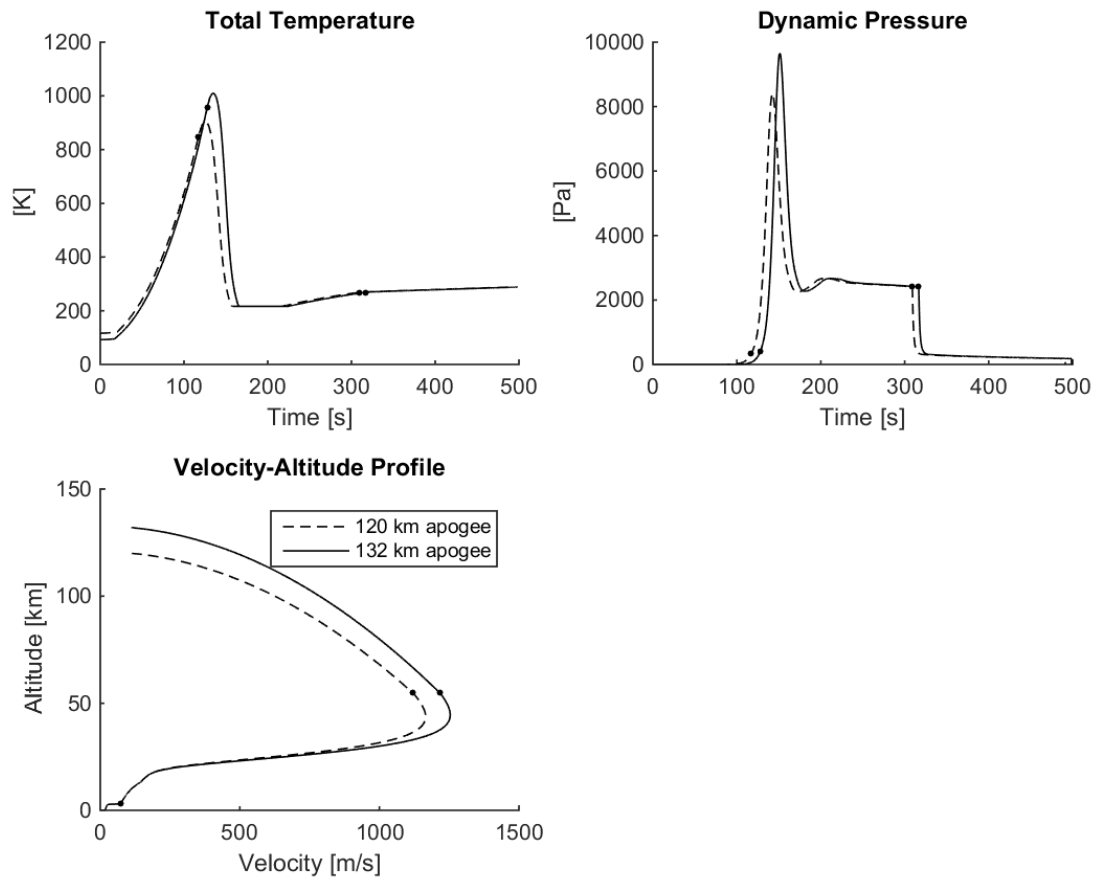 Total Temperature
1200
1000
800
600
400
200
0
[K]
0 100 200 300 400 500
Time [s]
Dynamic Pressure
10000
8000
6000
4000
2000
0
[Pa]
0 100 200 300 400 500
Time [s]
Velocity-Altitude Profile
150
100
50
0
Altitude [km]
120 km apogee
132 km apogee
0 500 1000 1500
Velocity [m/s]